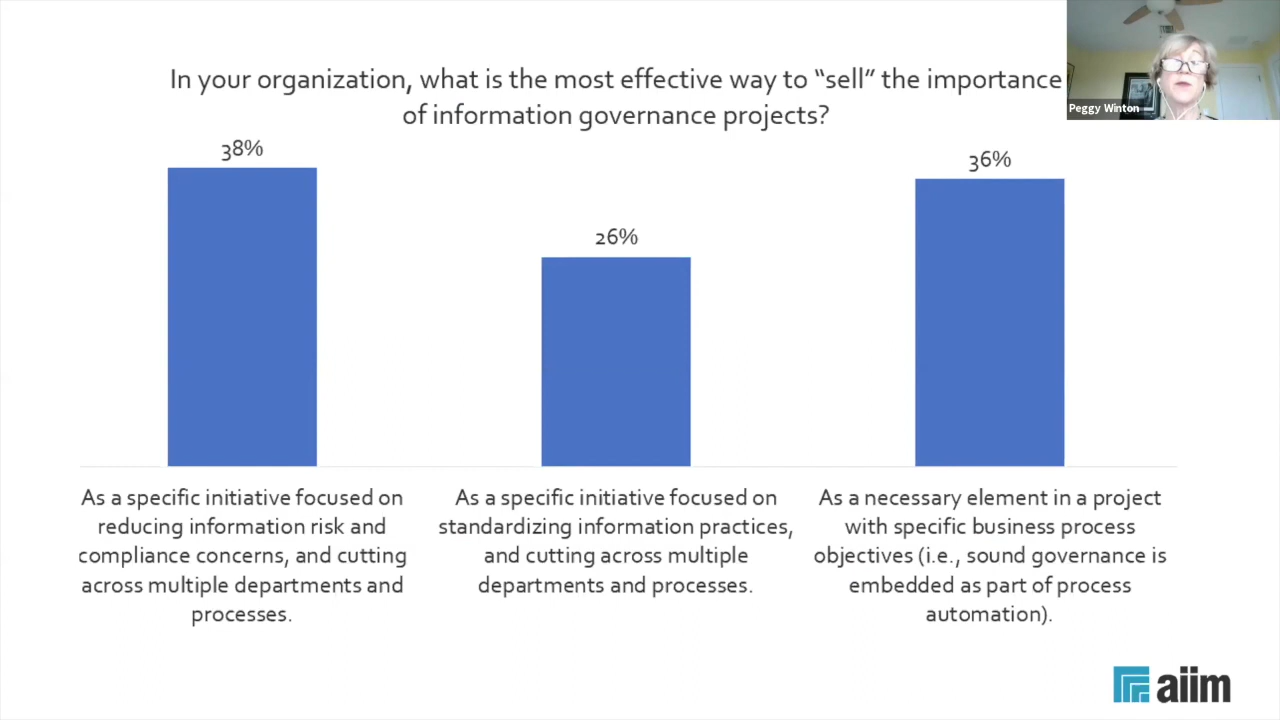 In your organization, what is the most effective way to “sell” the importance
of information governance projects?
Peggy Winton
38%
26%
36%
As a specific initiative focused on
reducing information risk and
compliance concerns, and cutting
across multiple departments and
processes.
As a specific initiative focused on
standardizing information practices,
and cutting across multiple
departments and processes.
As a necessary element in a project
with specific business process
objectives (i.e., sound governance is
embedded as part of process
automation).
aiim